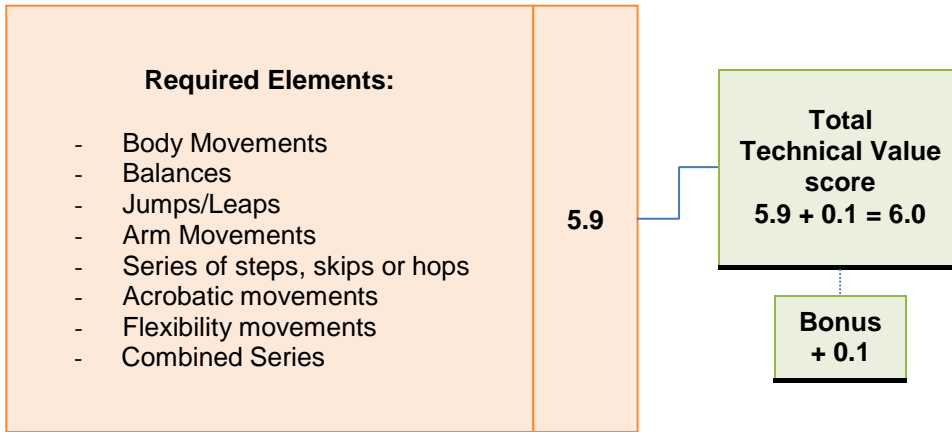 Required Elements:
- Body Movements
- Balances
- Jumps/Leaps
- Arm Movements
- Series of steps, skips or hops
- Acrobatic movements
- Flexibility movements
- Combined Series
5.9
Total
Technical Value
score
5.9 + 0.1 = 6.0
Bonus
+ 0.1